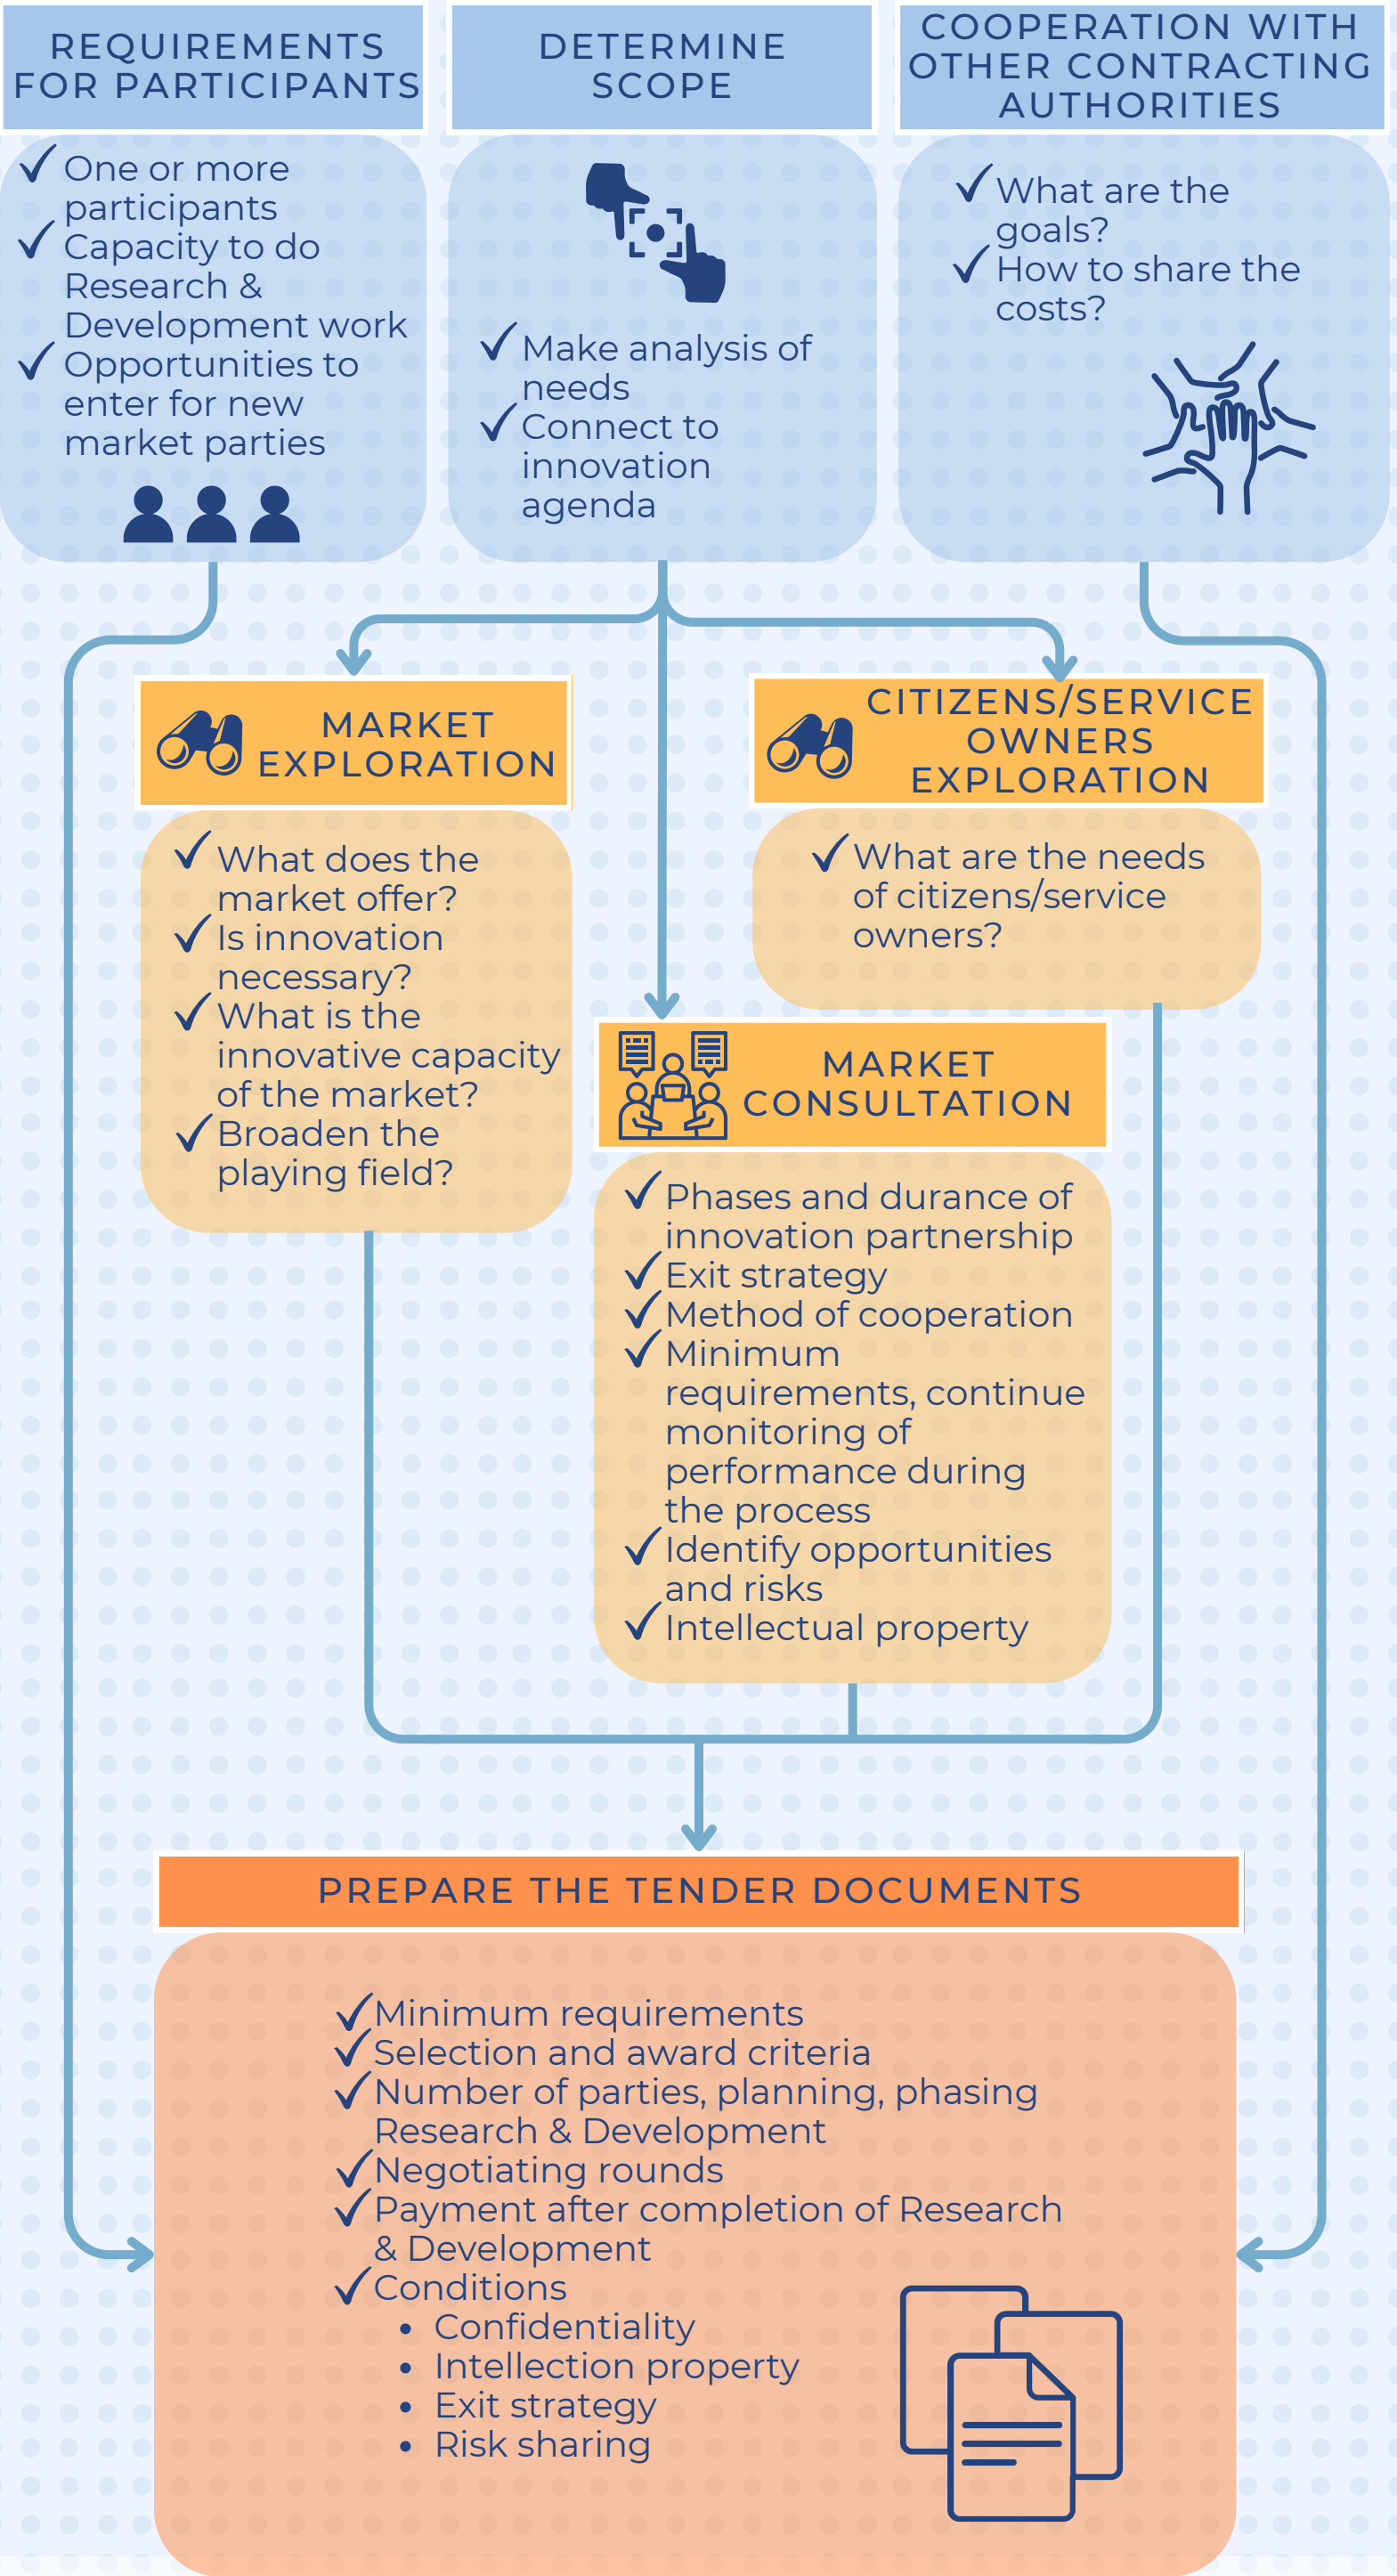 REQUIREMENTS
FOR PARTICIPANTS
One or more
participants
Capacity to do
Research &
Development work
Opportunities to
enter for new
market parties
DETERMINE
SCOPE
Make analysis of
needs
Connect to
innovation
agenda
COOPERATION WITH
OTHER CONTRACTING
AUTHORITIES
What are the
goals?
How to share the
costs?
MARKET
EXPLORATION
What does the
market offer?
Is innovation
necessary?
What is the
innovative capacity
of the market?
Broaden the
playing field?
CITIZENS/SERVICE
OWNERS
EXPLORATION
What are the needs
of citizens/service
owners?
MARKET
CONSULTATION
Phases and durance of
innovation partnership
Exit strategy
Method of cooperation
Minimum
requirements, continue
monitoring of
performance during
the process
Identify opportunities
and risks
Intellectual property
PREPARE THE TENDER DOCUMENTS
Minimum requirements
Selection and award criteria
Number of parties, planning, phasing
Research & Development
Negotiating rounds
Payment after completion of Research
& Development
Conditions
• Confidentiality
• Intellection property
• Exit strategy
• Risk sharing